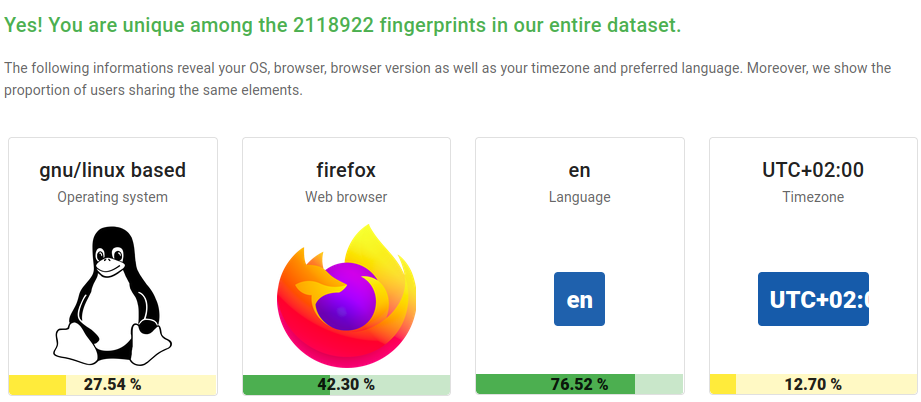 Yes! You are unique among the 2118922 fingerprints in our entire dataset.
The following informations reveal your OS, browser, browser version as well as your timezone and preferred language. Moreover, we show the
proportion of users sharing the same elements.
gnu/linux based
Operating system
27.54 %
firefox
Web browser
42.30 %
en
Language
en
76.52 %
UTC+02:00
Timezone
UTC+02:0
12.70 %